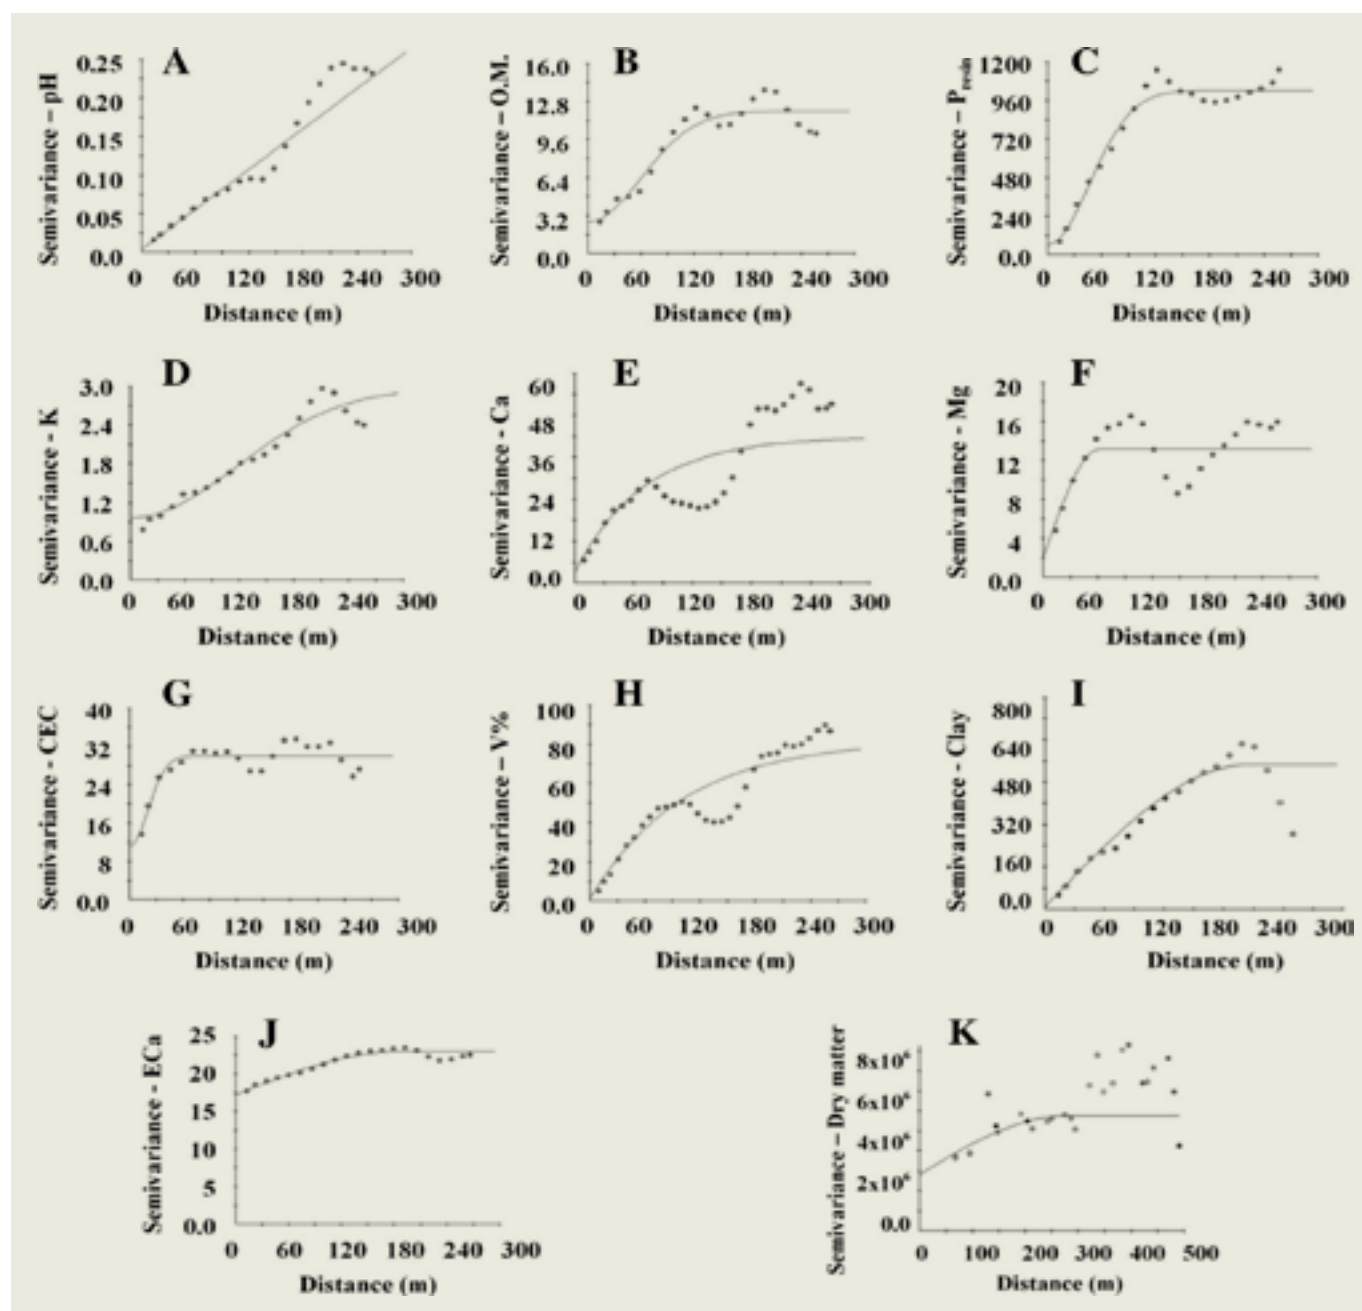 A
Semivariance – pH
0.25
0.20
0.15
0.10
0.05
0.0
0 60 120 180 240 300
Distance (m)
B
Semivariance – O.M.
16.0
12.8
9.6
6.4
3.2
0.0
0 60 120 180 240 300
Distance (m)
C
Semivariance – Presin
1200
960
720
480
240
0.0
0 60 120 180 240 300
Distance (m)
D
Semivariance - K
3.0
2.4
1.8
1.2
0.6
0.0
0 60 120 180 240 300
Distance (m)
E
Semivariance - Ca
60
48
36
24
12
0.0
0 60 120 180 240 300
Distance (m)
F
Semivariance - Mg
20
16
12
8
4
0.0
0 60 120 180 240 300
Distance (m)
G
Semivariance - CEC
40
32
24
16
8
0.0
0 60 120 180 240 300
Distance (m)
H
Semivariance – V%
100
80
60
40
20
0.0
0 60 120 180 240 300
Distance (m)
I
Semivariance - Clay
800
640
480
320
160
0.0
0 60 120 180 240 300
Distance (m)
J
Semivariance - ECa
25
20
15
10
5
0.0
0 60 120 180 240 300
Distance (m)
K
Semivariance – Dry matter
8x10⁶
6x10⁶
4x10⁶
2x10⁶
0.0
0 100 200 300 400 500
Distance (m)